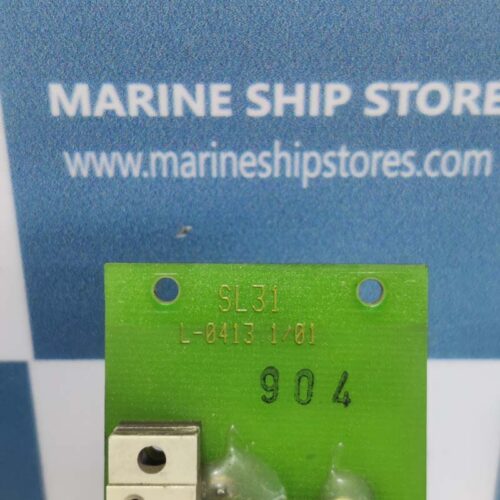 MARINE SHIP STORE
www.marineshipstores.com
SL31
L-0413 1/01
904